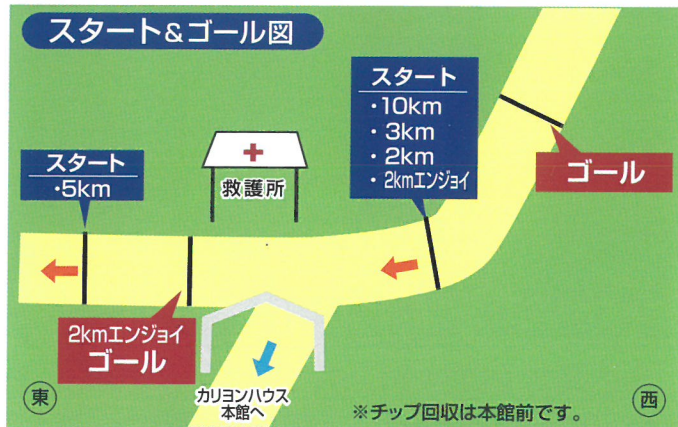 スタート&ゴール図
スタート
・10km
・3km
・2km
・2kmエンジョイ
ゴール
スタート
・5km
救護所
2kmエンジョイ
ゴール
カリヨンハウス
本館へ
東
西
※チップ回収は本館前です。